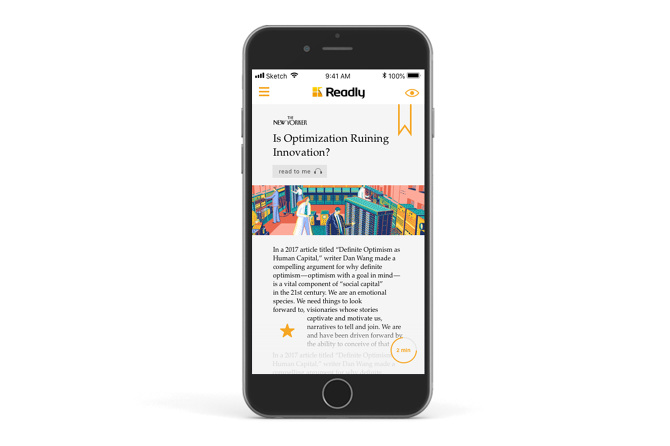 Sketch
9:41 AM
100%
Readly
THE
NEW YORKER
Is Optimization Ruining
Innovation?
read to me
In a 2017 article titled “Definite Optimism as
Human Capital,” writer Dan Wang made a
compelling argument for why definite
optimism—optimism with a goal in mind—
is a vital component of “social capital”
in the 21st century. We are an emotional
species. We need things to look
forward to, visionaries whose stories
captivate and motivate us,
narratives to tell and join. We are
and have been driven forward by
the ability to conceive of that
2 min
In a 2017 article titled “Definite Optimism
Human Capital,” writer Dan Wang made a
compelling argument for why definite